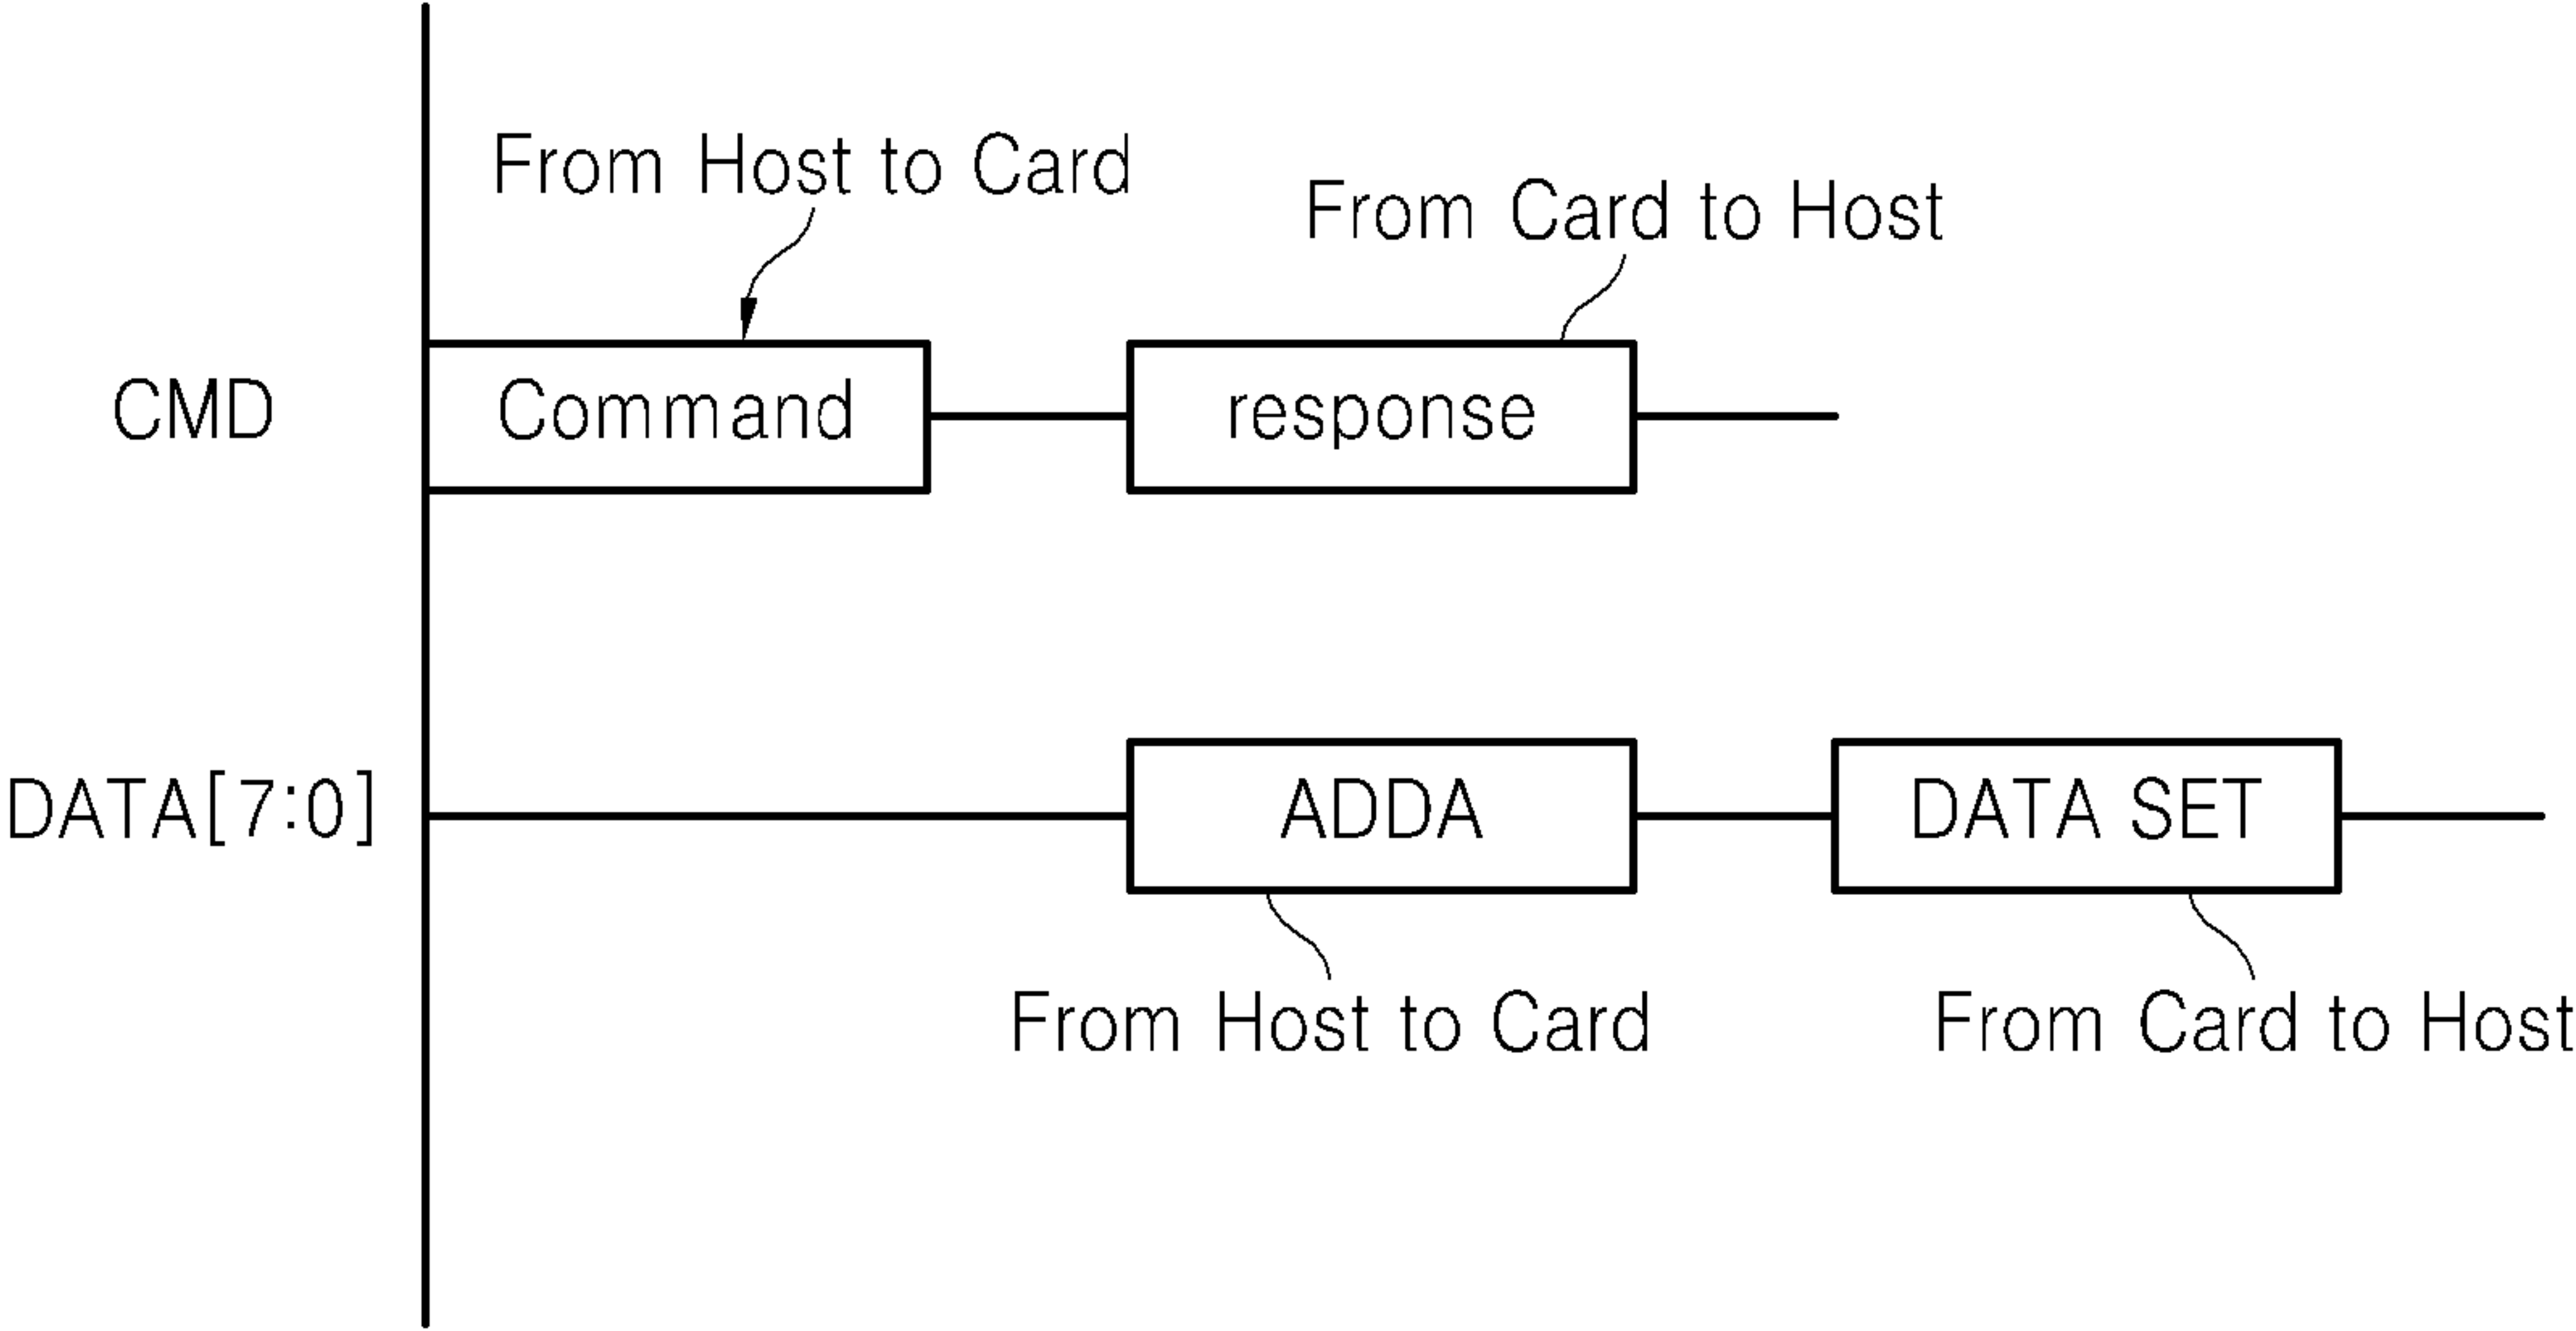 From Host to Card
From Card to Host
CMD
Command
response
DATA[7:0]
ADDA
DATA SET
From Host to Card
From Card to Host